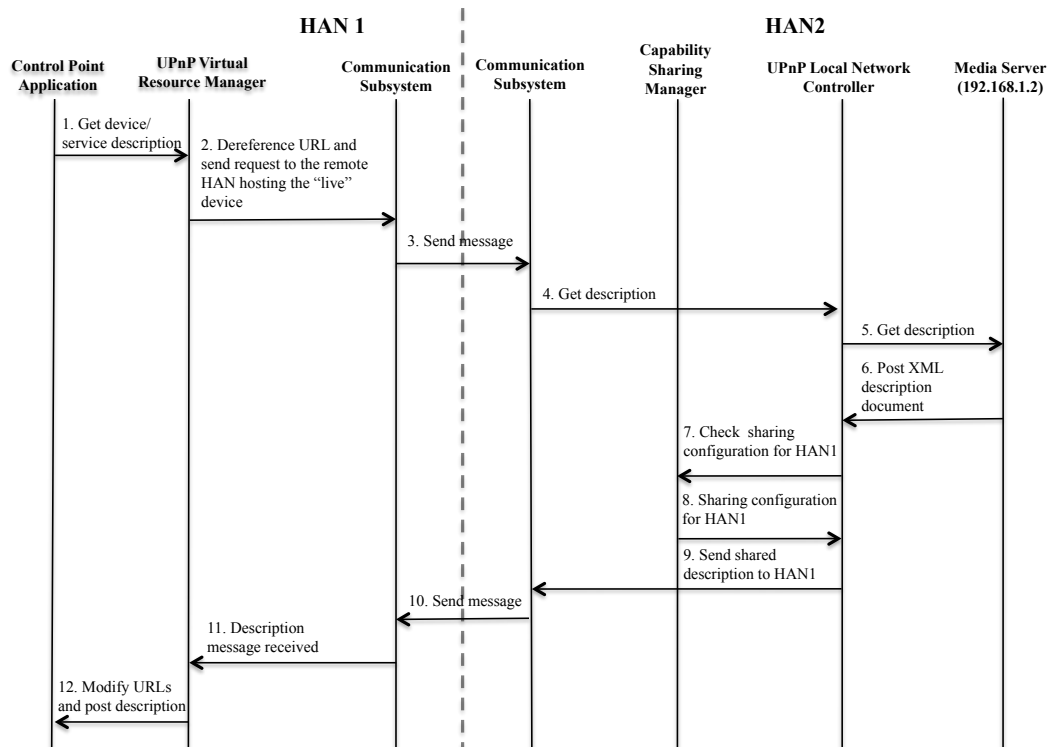 HAN 1
HAN2
Control Point
Application
UPnP Virtual
Resource Manager
Communication
Subsystem
Communication
Subsystem
Capability
Sharing
Manager
UPnP Local Network
Controller
Media Server
(192.168.1.2)
1. Get device/
service description
2. Dereference URL and
send request to the remote
HAN hosting the “live”
device
3. Send message
4. Get description
5. Get description
6. Post XML
description
document
7. Check sharing
configuration for HAN1
8. Sharing configuration
for HAN1
9. Send shared
description to HAN1
10. Send message
11. Description
message received
12. Modify URLs
and post description